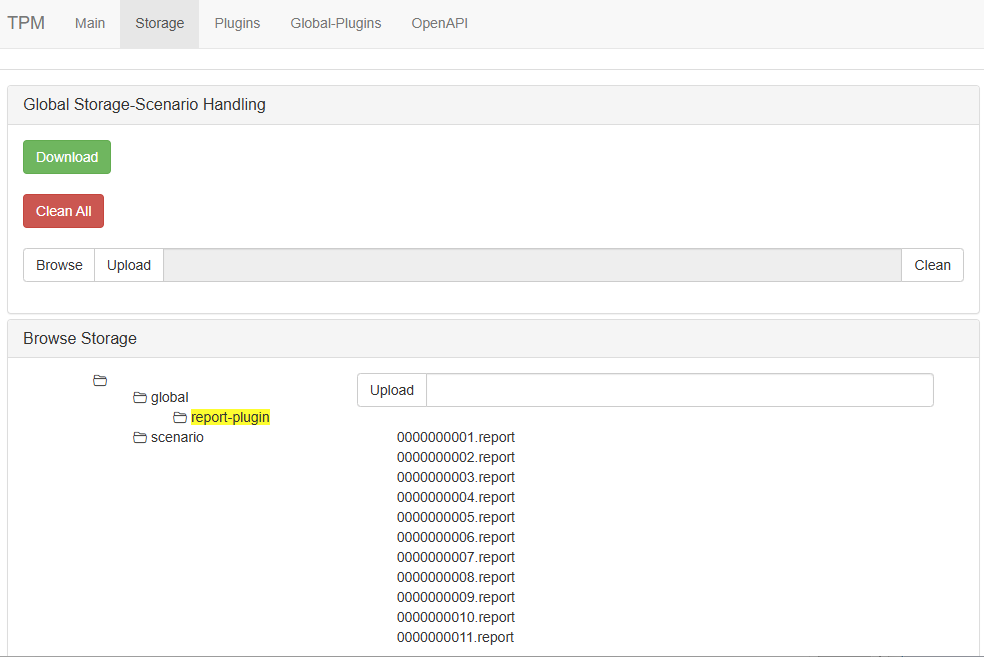 TPM Main Storage Plugins Global-Plugins OpenAPI
Global Storage-Scenario Handling
Download
Clean All
Browse Upload Clean
Browse Storage
Upload
global
report-plugin
scenario
0000000001.report
0000000002.report
0000000003.report
0000000004.report
0000000005.report
0000000006.report
0000000007.report
0000000008.report
0000000009.report
0000000010.report
0000000011.report